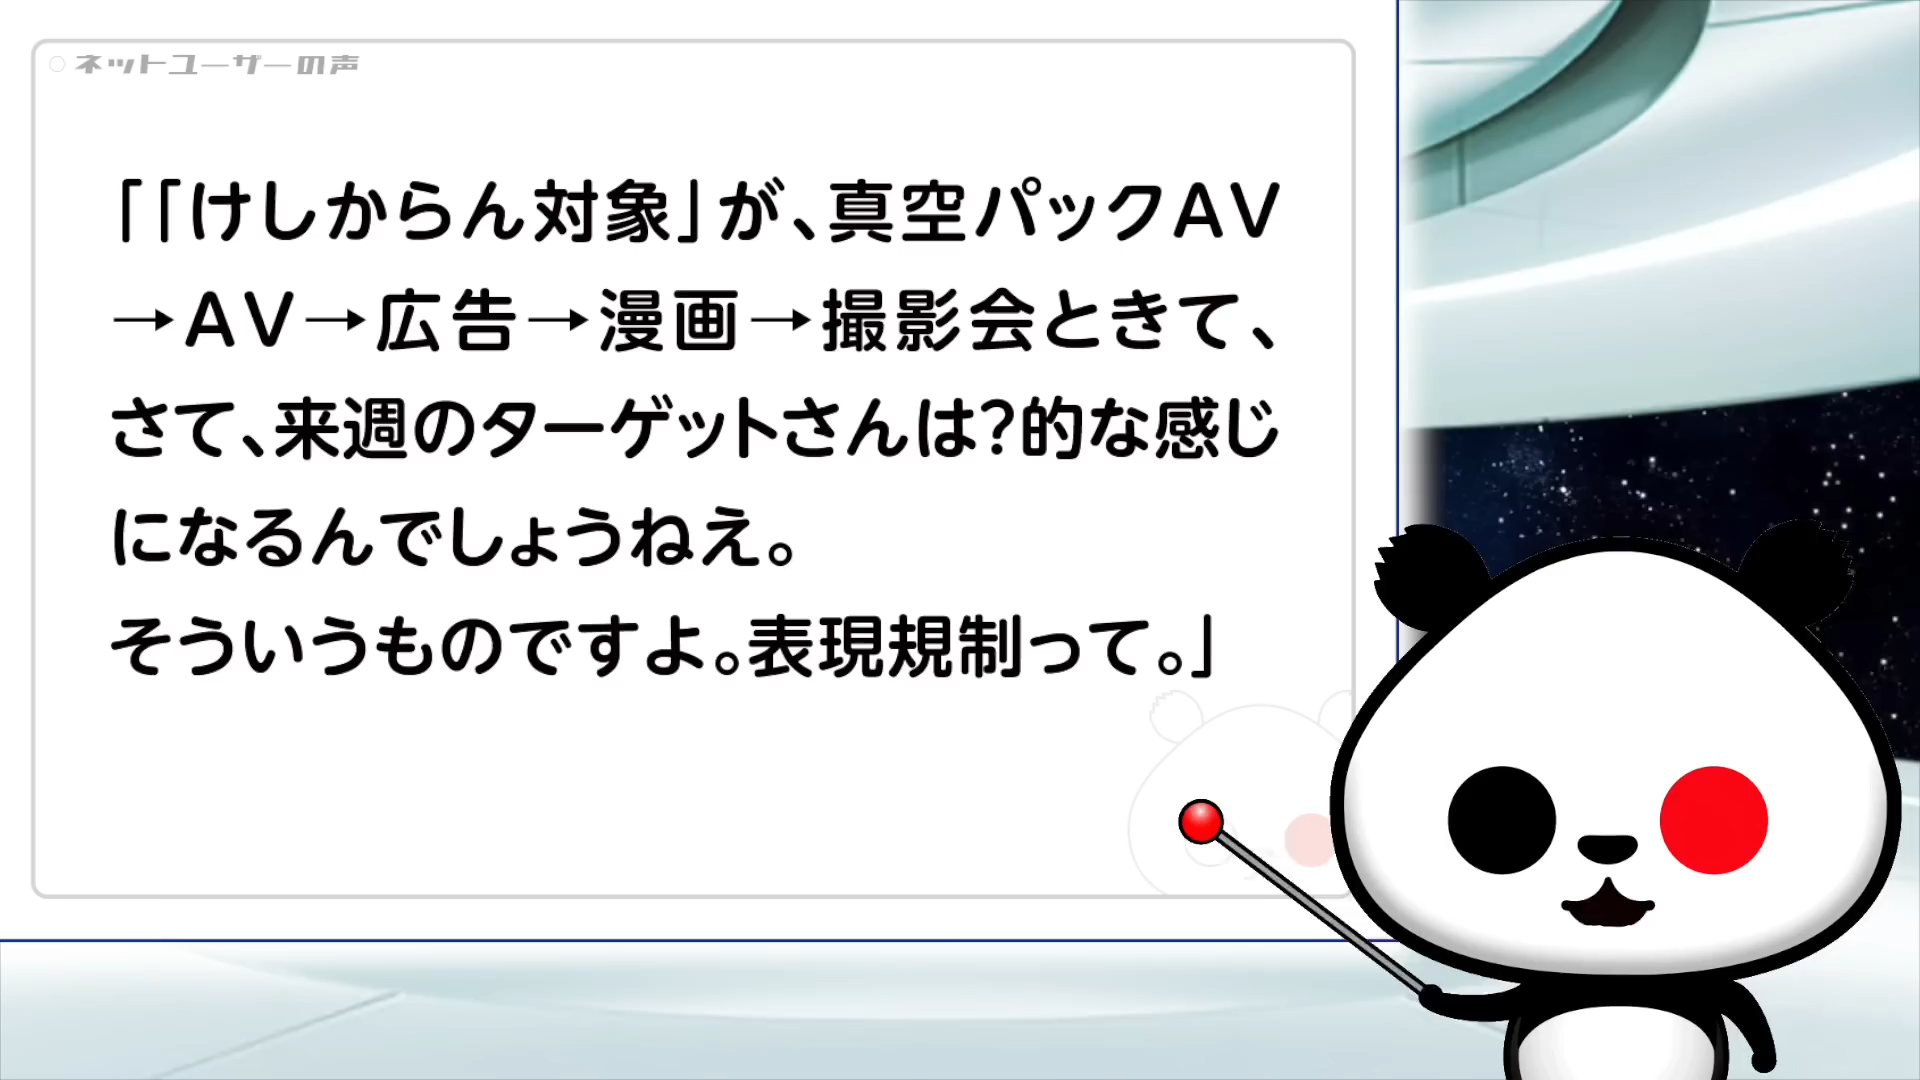 ネットユーザーの声
「「けしからん対象」が、真空パックAV
→AV→広告→漫画→撮影会ときて、
さて、来週のターゲットさんは?的な感じ
になるんでしょうねえ。
そういうものですよ。表現規制って。」